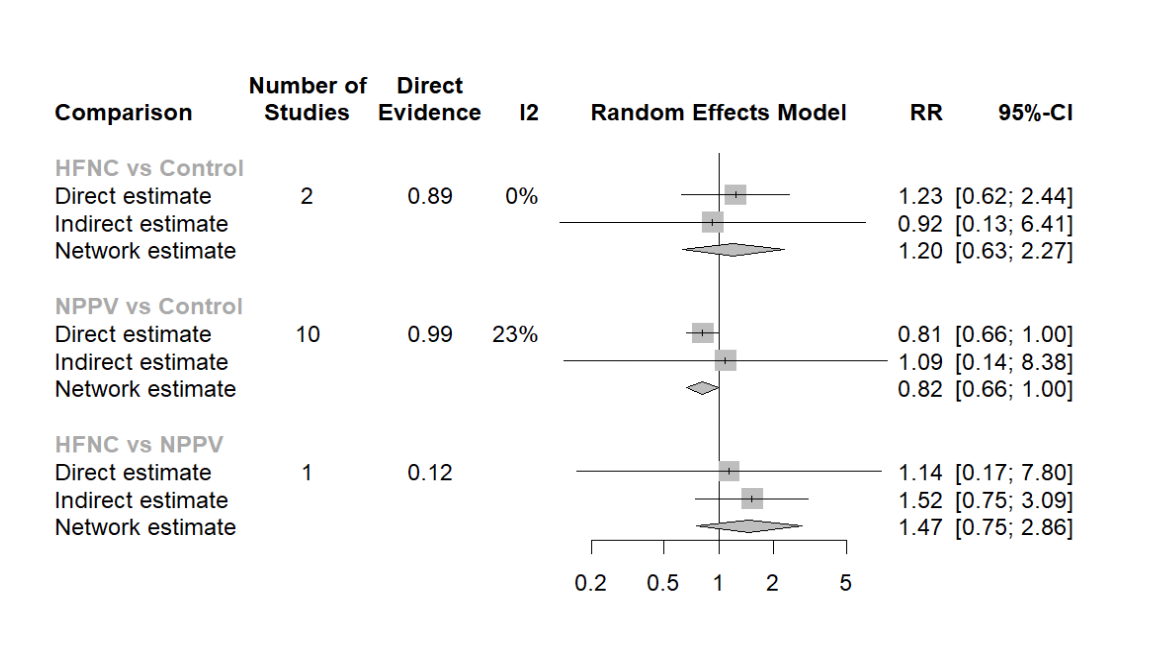 Number of Direct
Comparison Studies Evidence I2 Random Effects Model RR 95%-CI
HFNC vs Control
Direct estimate 2 0.89 0% 1.23 [0.62; 2.44]
Indirect estimate 0.92 [0.13; 6.41]
Network estimate 1.20 [0.63; 2.27]
NPPV vs Control
Direct estimate 10 0.99 23% 0.81 [0.66; 1.00]
Indirect estimate 1.09 [0.14; 8.38]
Network estimate 0.82 [0.66; 1.00]
HFNC vs NPPV
Direct estimate 1 0.12 1.14 [0.17; 7.80]
Indirect estimate 1.52 [0.75; 3.09]
Network estimate 1.47 [0.75; 2.86]
0.2 0.5 1 2 5